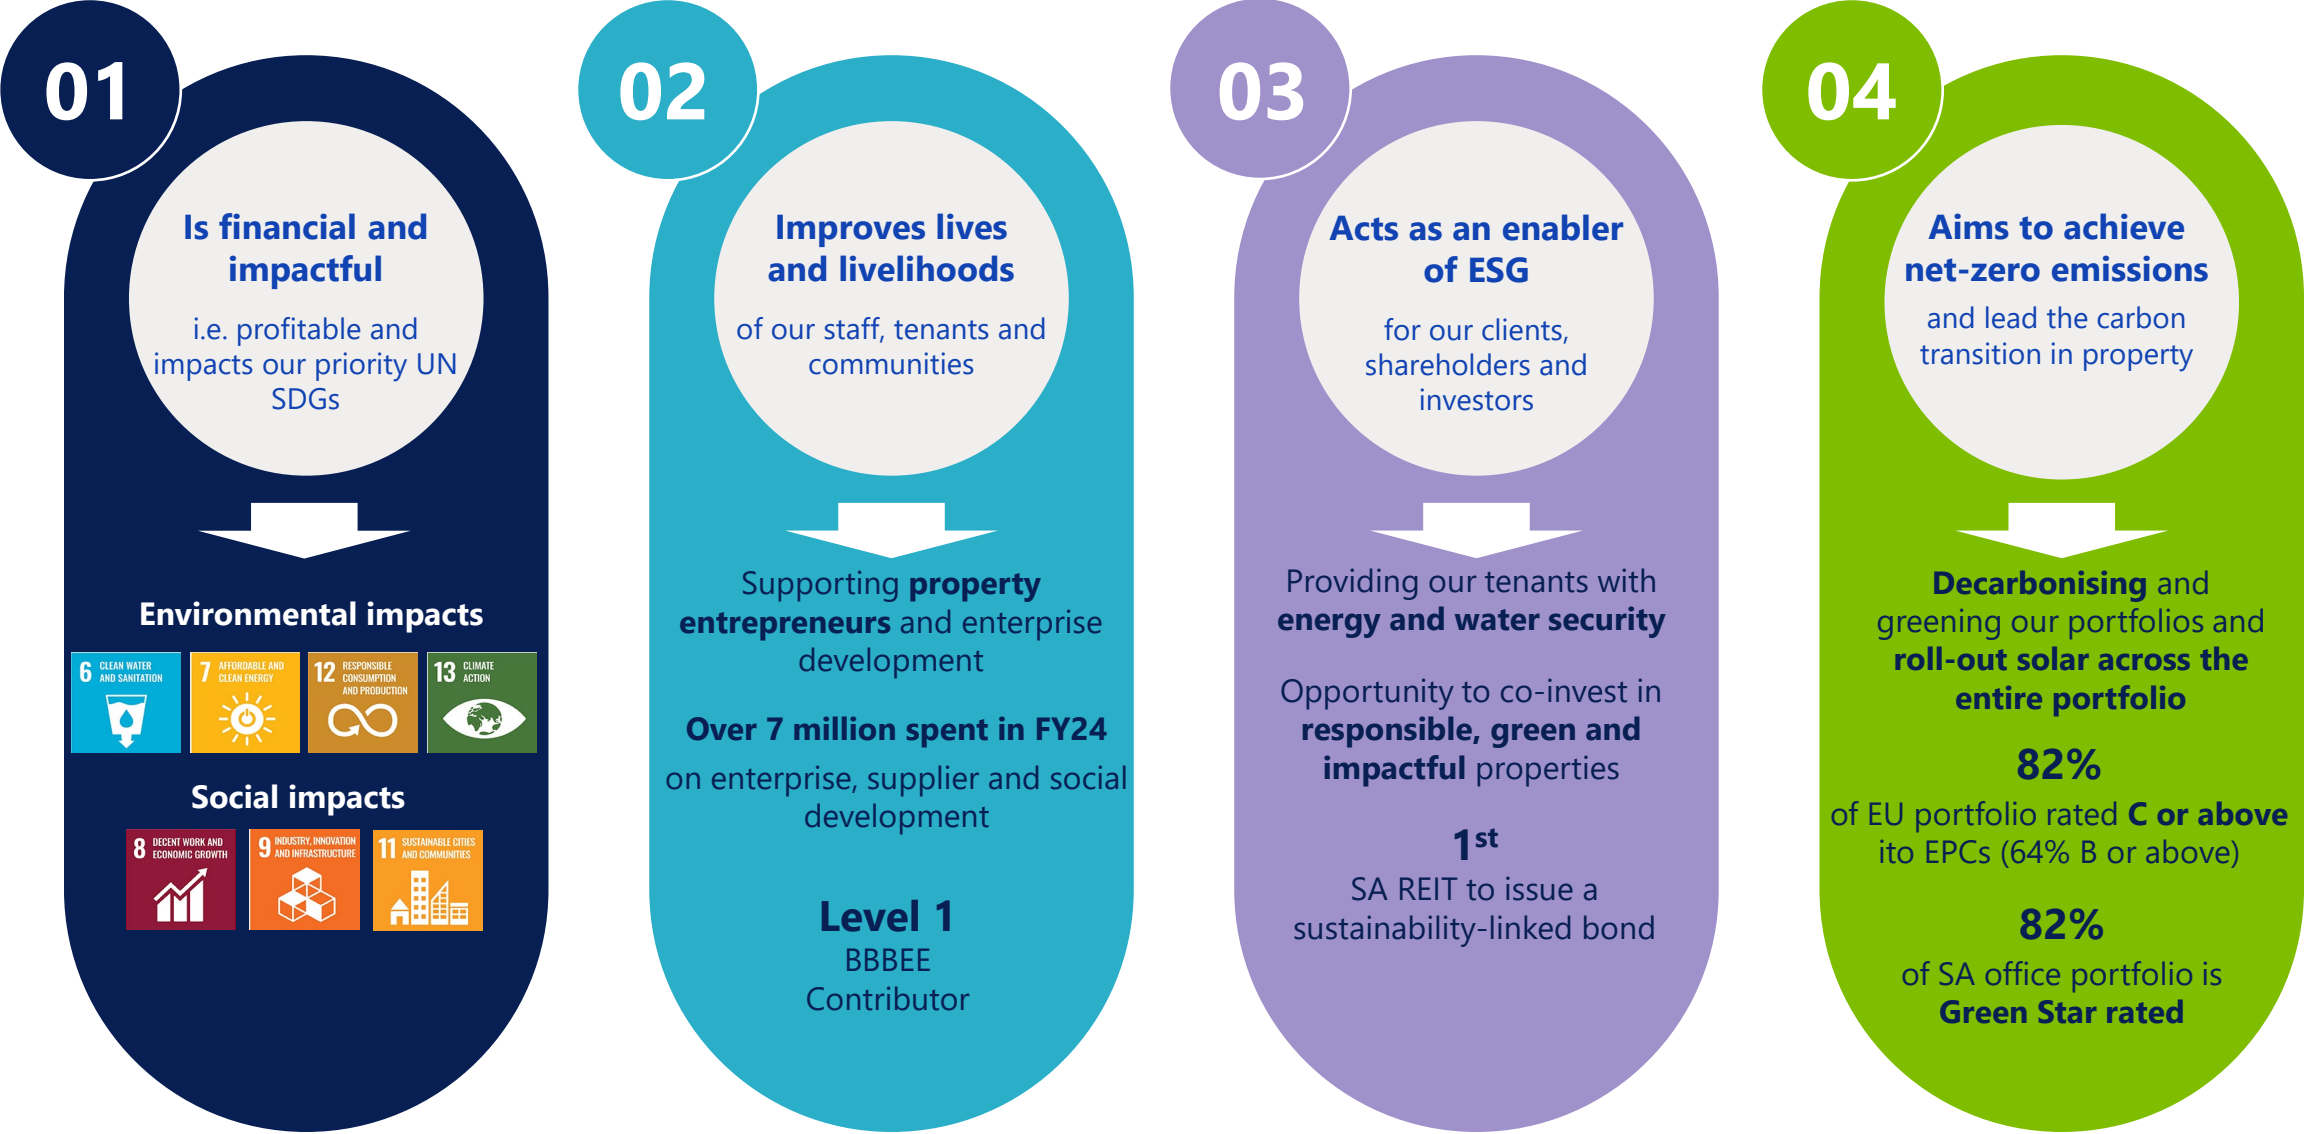 01
Is financial and
impactful
i.e. profitable and
impacts our priority UN
SDGs
Environmental impacts
6 CLEAN WATER
AND SANITATION
7 AFFORDABLE AND
CLEAN ENERGY
12 RESPONSIBLE
CONSUMPTION
AND PRODUCTION
13 CLIMATE
ACTION
Social impacts
8 DECENT WORK AND
ECONOMIC GROWTH
9 INDUSTRY, INNOVATION
AND INFRASTRUCTURE
11 SUSTAINABLE CITIES
AND COMMUNITIES
02
Improves lives
and livelihoods
of our staff, tenants and
communities
Supporting property
entrepreneurs and enterprise
development
Over 7 million spent in FY24
on enterprise, supplier and social
development
Level 1
BBBEE
Contributor
03
Acts as an enabler
of ESG
for our clients,
shareholders and
investors
Providing our tenants with
energy and water security
Opportunity to co-invest in
responsible, green and
impactful properties
1st
SA REIT to issue a
sustainability-linked bond
04
Aims to achieve
net-zero emissions
and lead the carbon
transition in property
Decarbonising and
greening our portfolios and
roll-out solar across the
entire portfolio
82%
of EU portfolio rated C or above
ito EPCs (64% B or above)
82%
of SA office portfolio is
Green Star rated